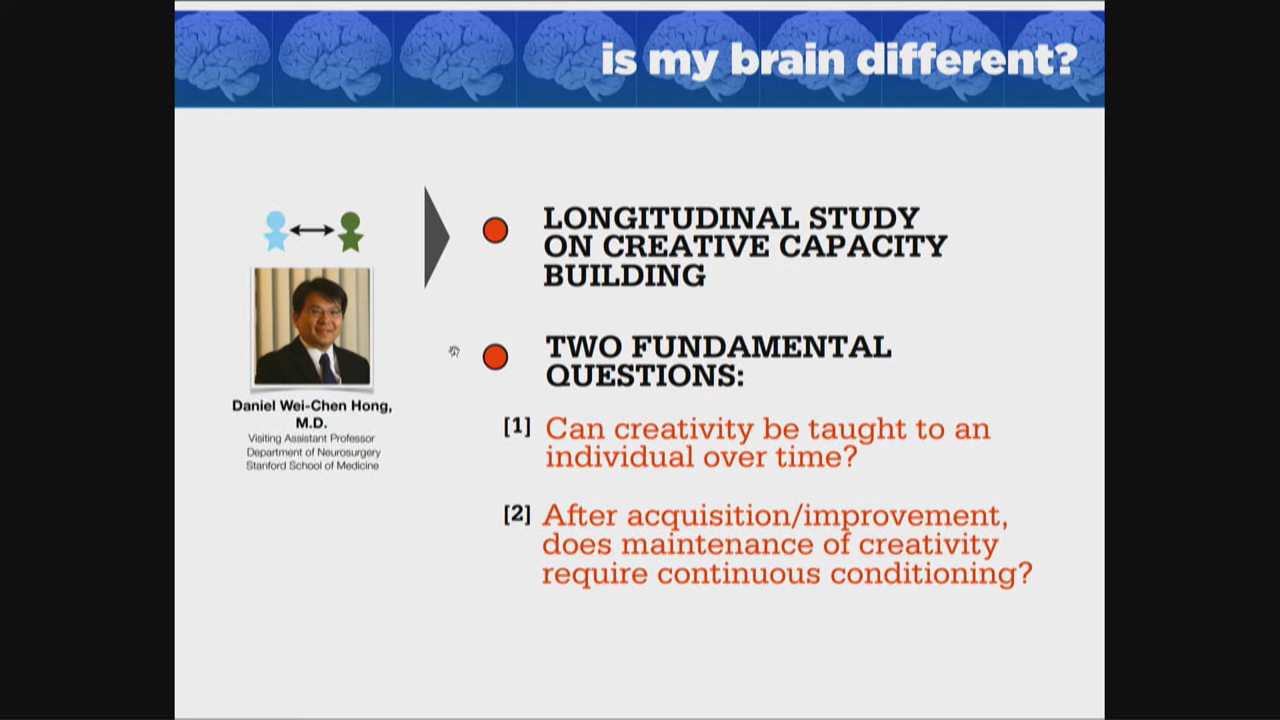 is my brain different?
LONGITUDINAL STUDY
ON CREATIVE CAPACITY
BUILDING
TWO FUNDAMENTAL
QUESTIONS:
[1] Can creativity be taught to an
individual over time?
[2] After acquisition/improvement,
does maintenance of creativity
require continuous conditioning?
Daniel Wei-Chen Hong,
M.D.
Visiting Assistant Professor
Department of Neurosurgery
Stanford School of Medicine